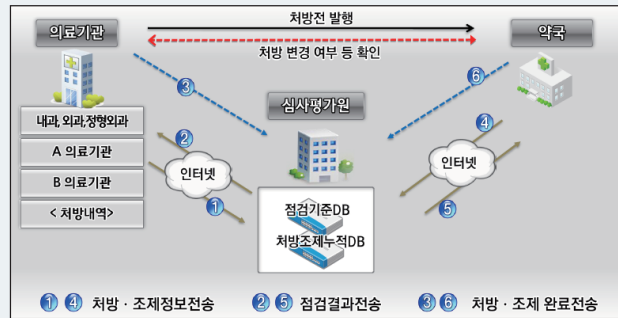 처방전 발행
의료기관
약국
처방 변경 여부 등 확인
③
⑥
심사평가원
내과, 외과,정형외과
A 의료기관
B 의료기관
< 처방내역>
②
인터넷
①
④
인터넷
⑤
점검기준DB
처방조제누적DB
① ④ 처방 · 조제정보전송
② ⑤ 점검결과전송
③ ⑥ 처방 · 조제 완료전송